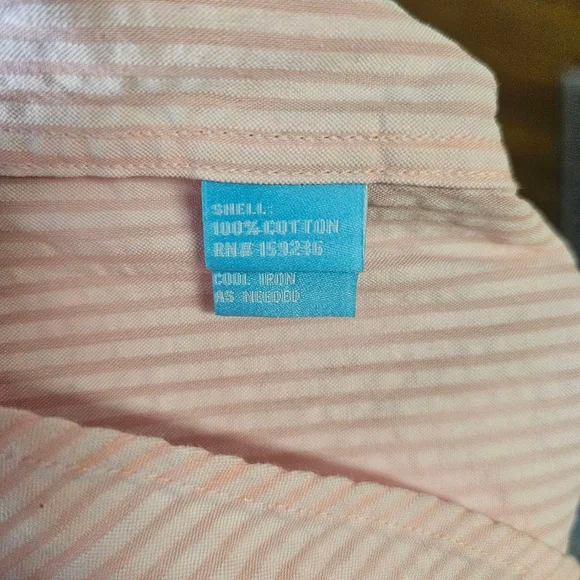 SHELL:
100% COTTON
RN# 159236
COOL IRON
AS NEEDED